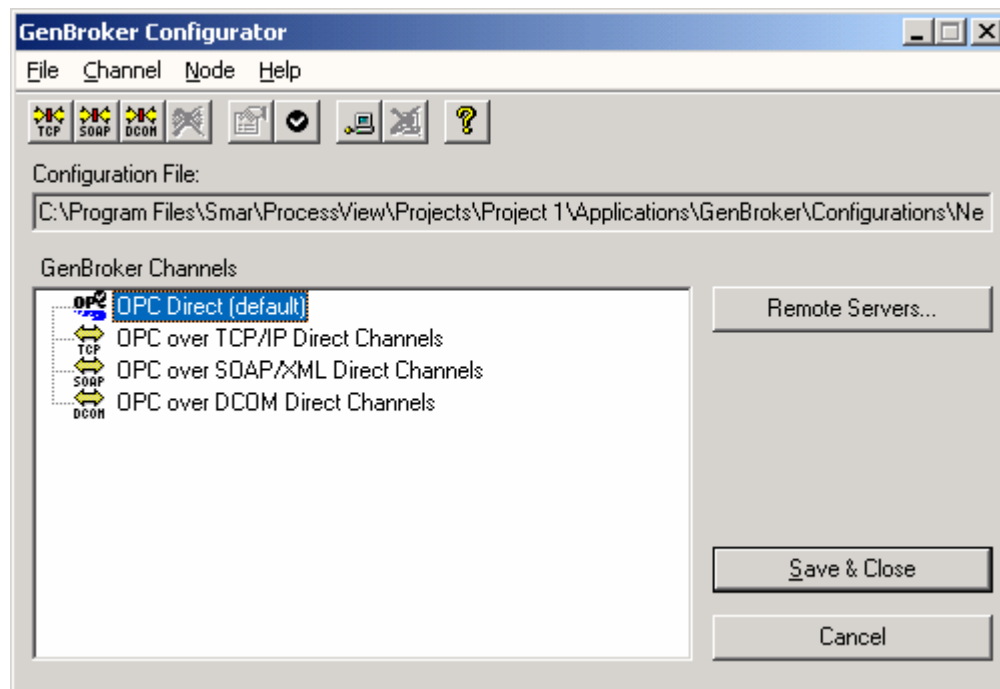 GenBroker Configurator
File Channel Node Help
TCP SOAP DCOM
Configuration File:
C:\Program Files\Smar\ProcessView\Projects\Project 1\Applications\GenBroker\Configurations\Ne
GenBroker Channels
OPC OPC Direct (default)
TCP OPC over TCP/IP Direct Channels
SOAP OPC over SOAP/XML Direct Channels
DCOM OPC over DCOM Direct Channels
Remote Servers...
Save & Close
Cancel